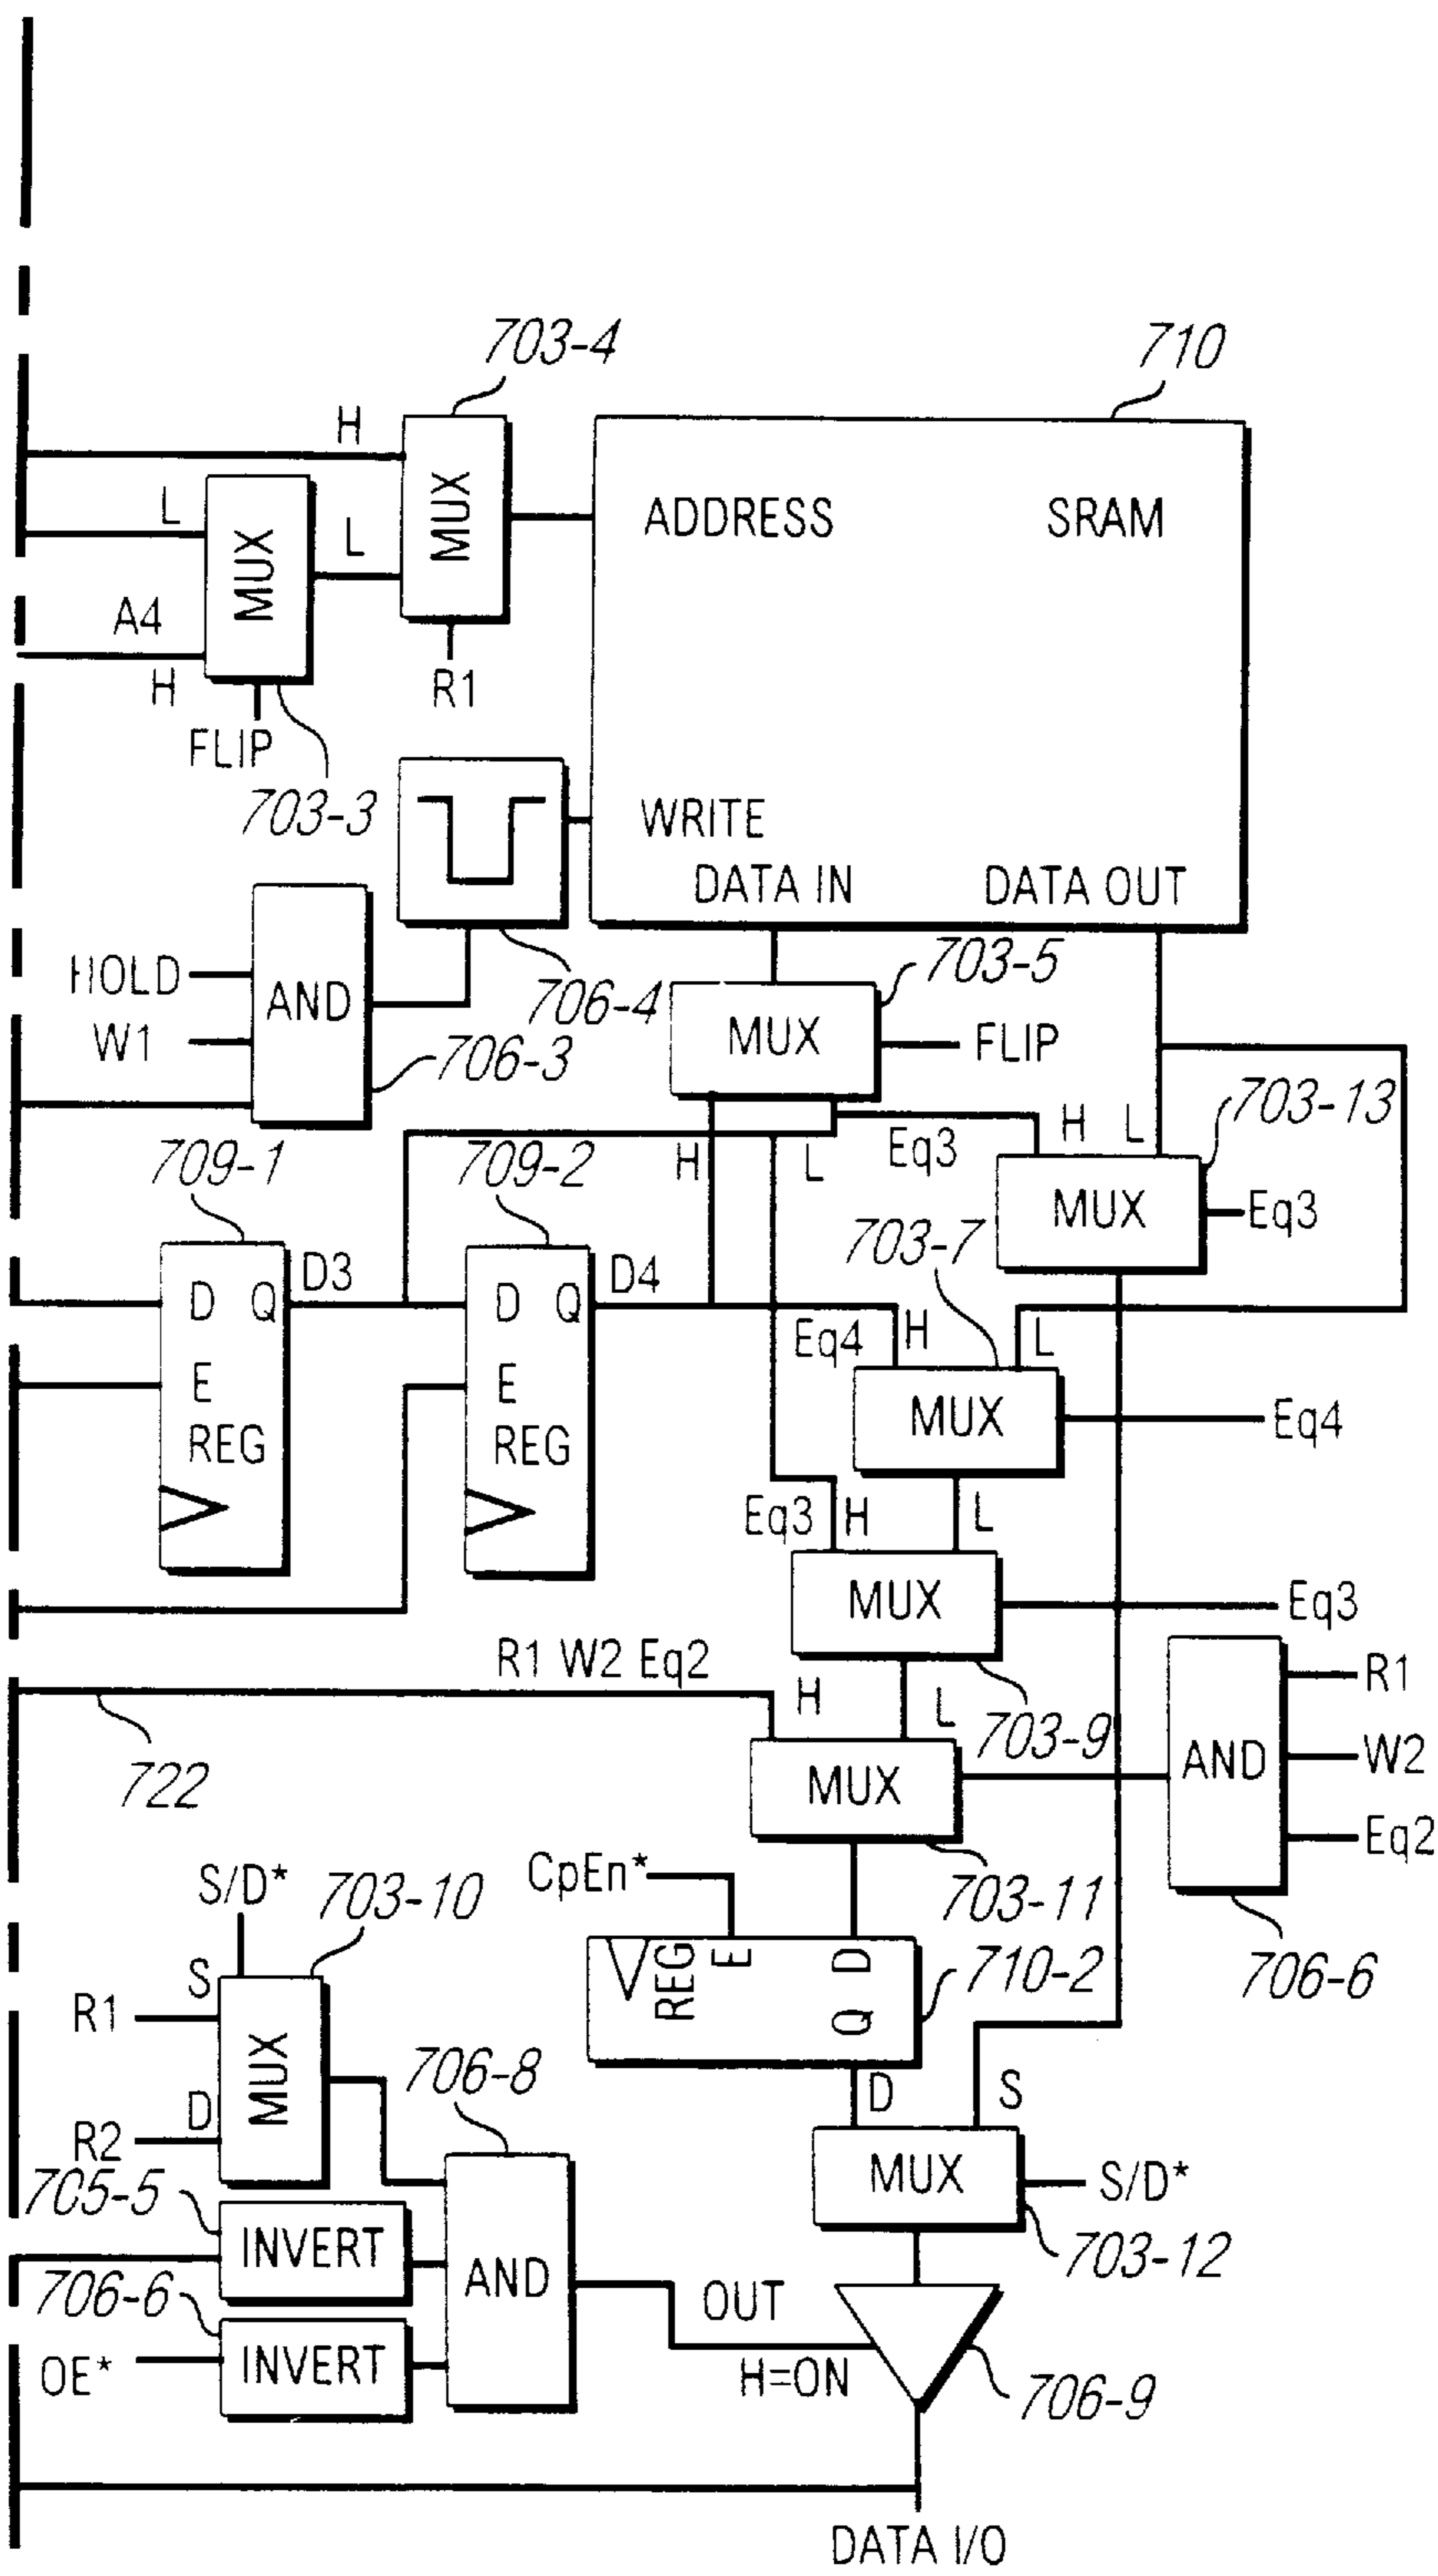 703-4
710
H
L
MUX
MUX
L
ADDRESS
SRAM
A4
H
R1
FLIP
703-3
WRITE
DATA IN
DATA OUT
703-5
HOLD
AND
706-4
MUX
FLIP
W1
706-3
703-13
H
L
709-1
709-2
H
L
Eq3
MUX
Eq3
703-7
D Q
D3
D Q
D4
Eq4
H
L
E
E
MUX
Eq4
REG
REG
Eq3
H
L
MUX
Eq3
R1 W2 Eq2
H
L
703-9
R1
722
MUX
AND
W2
Eq2
S/D*
703-10
CpEn*
703-11
REG
E
D
Q
710-2
706-6
S
R1
MUX
706-8
D
S
D
R2
MUX
S/D*
705-5
INVERT
703-12
AND
706-6
OUT
OE*
INVERT
H=ON
706-9
DATA I/O